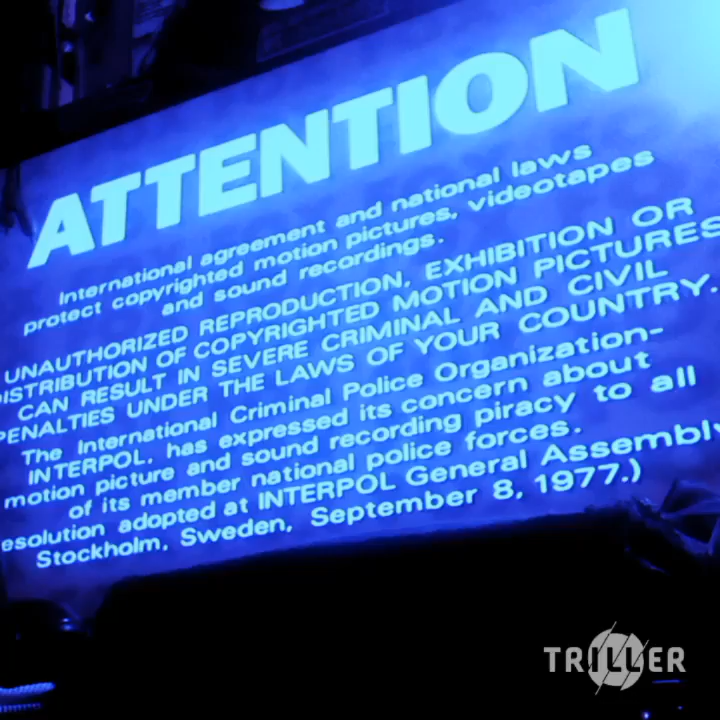 ATTENTION
International agreement and national laws
protect copyrighted motion pictures, videotapes
and sound recordings.
UNAUTHORIZED REPRODUCTION, EXHIBITION OR
ISTRIBUTION OF COPYRIGHTED MOTION PICTURES
CAN RESULT IN SEVERE CRIMINAL AND CIVIL
PENALTIES UNDER THE LAWS OF YOUR COUNTRY.
The International Criminal Police Organization-
INTERPOL, has expressed its concern about
motion picture and sound recording piracy to all
of its member national police forces.
esolution adopted at INTERPOL General Assembly
Stockholm, Sweden, September 8, 1977.)
TRILLER